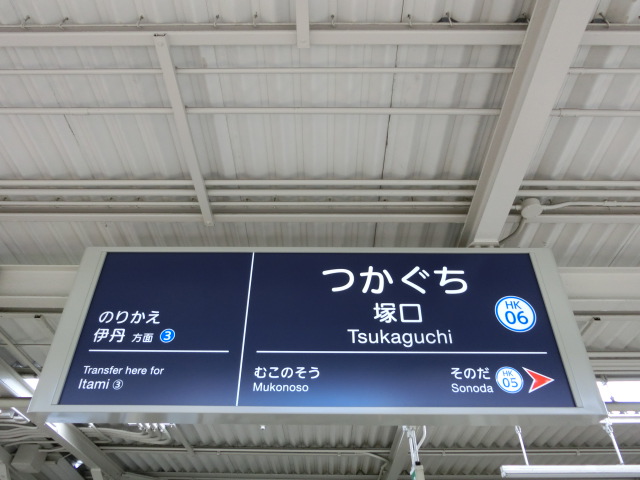 のりかえ
伊丹 方面 ③
Transfer here for
Itami ③
つかぐち
塚口
Tsukaguchi
HK
06
むこのそう
Mukonoso
そのだ
Sonoda
HK
05